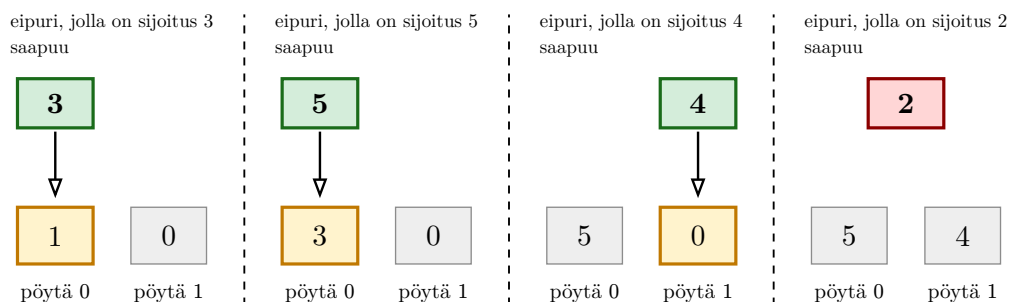 eipuri, jolla on sijoitus 3
saapuu
3
1
0
pöytä 0
pöytä 1
eipuri, jolla on sijoitus 5
saapuu
5
3
0
pöytä 0
pöytä 1
eipuri, jolla on sijoitus 4
saapuu
4
5
0
pöytä 0
pöytä 1
eipuri, jolla on sijoitus 2
saapuu
2
5
4
pöytä 0
pöytä 1